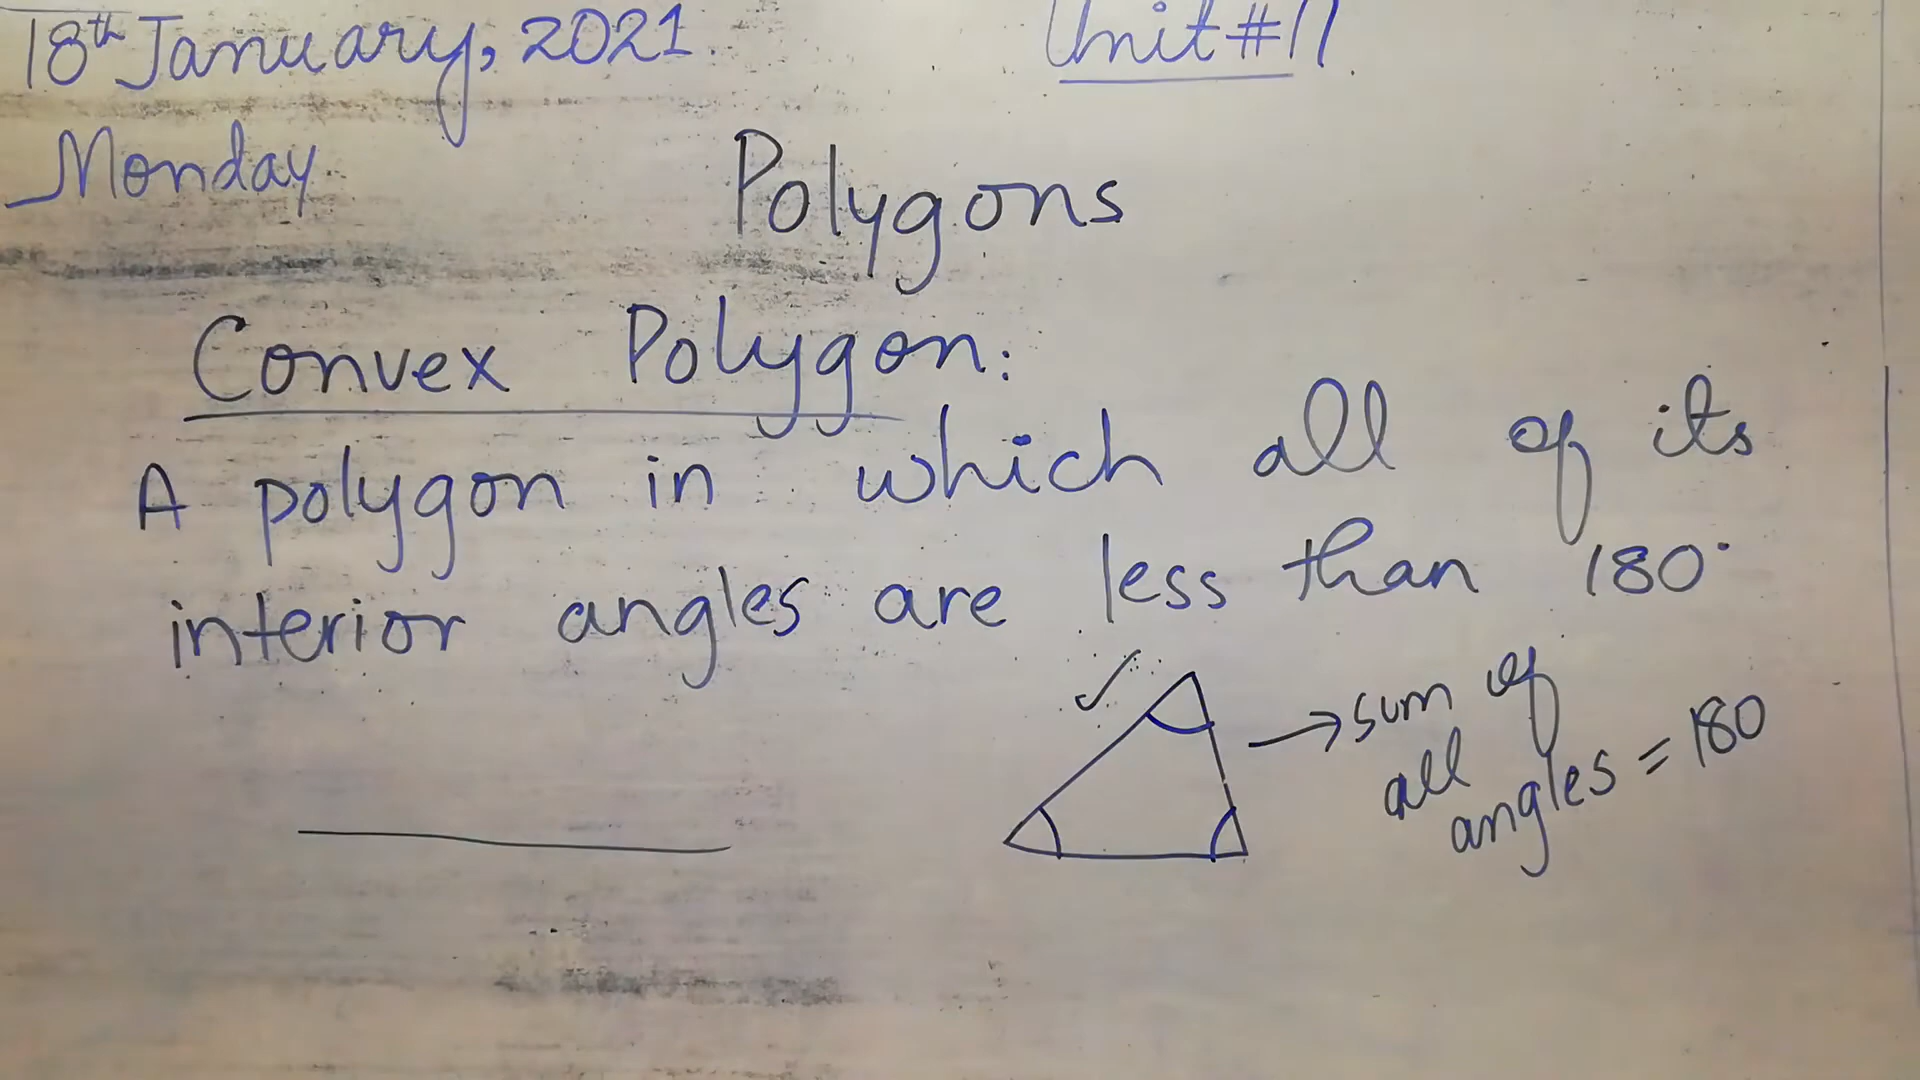 18th January, 2021.
Unit #11.
Monday
Polygons
Convex Polygon:
A polygon in which all of its
interior angles are less than 180°
→ sum of
all
angles = 180